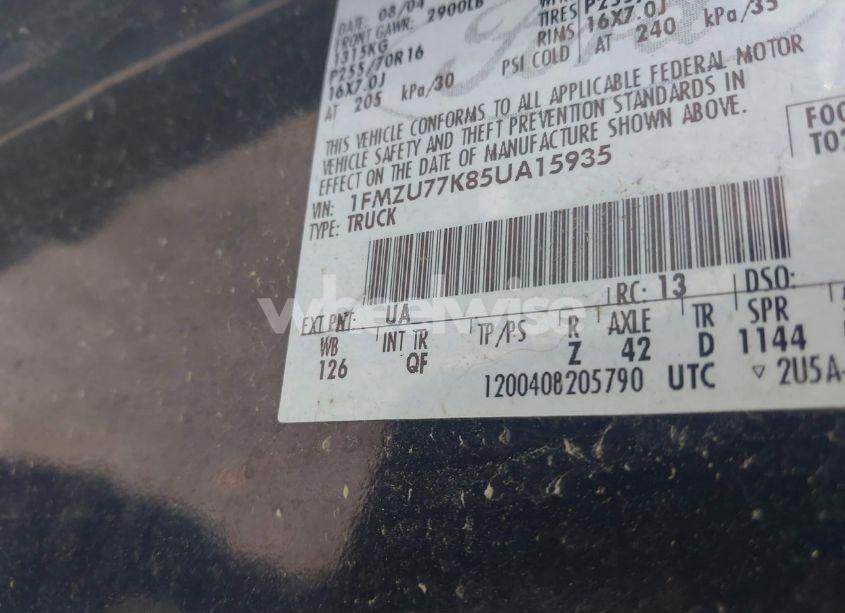 DATE: 08/04
FRONT GAWR: 2900LB
1315KG
P255/70R16
16X7.0J
AT 205 kPa/30
TIRES
RIMS 16X7.0J
PSI COLD AT 240 kPa/35
THIS VEHICLE CONFORMS TO ALL APPLICABLE FEDERAL MOTOR
VEHICLE SAFETY AND THEFT PREVENTION STANDARDS IN
EFFECT ON THE DATE OF MANUFACTURE SHOWN ABOVE.
VIN: 1FMZU77K85UA15935
TYPE: TRUCK
wheelwise
EXT PNT: UA RC: 13 DSO:
WB INT TR TP/PS R AXLE TR SPR
126 QF Z 42 D 1144
1200408205790 UTC ▽ 2U5A-